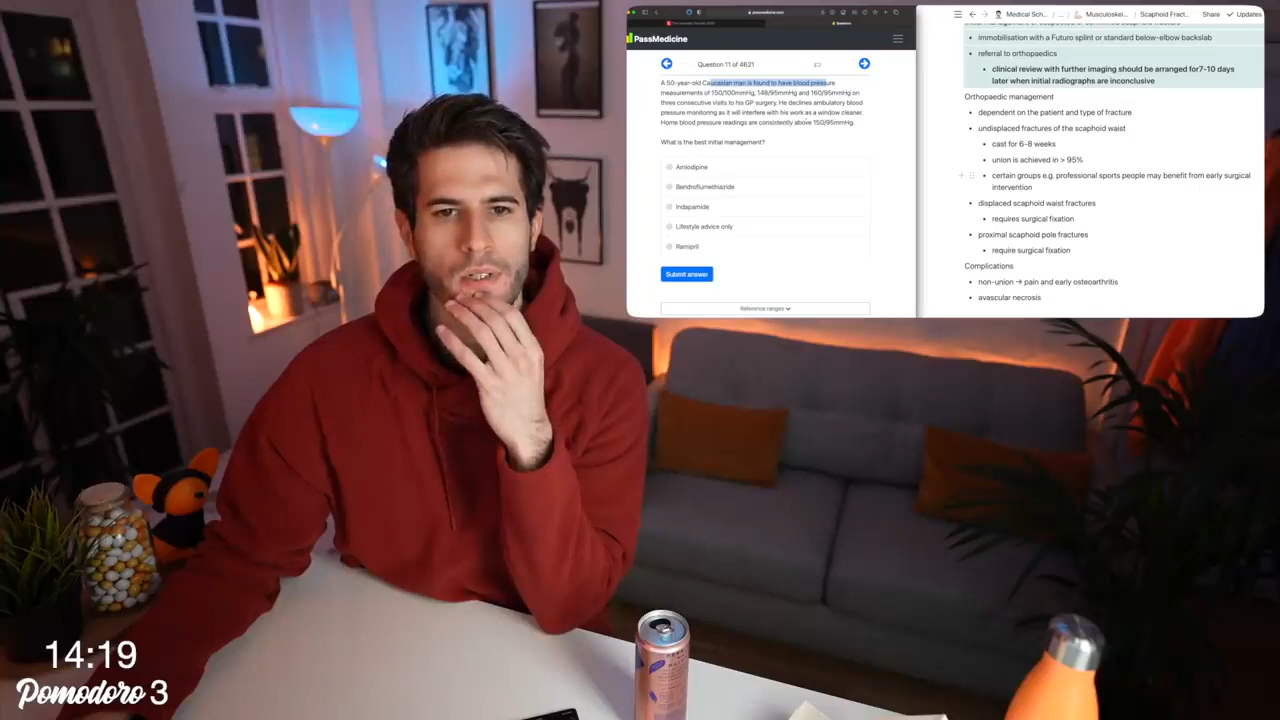 passmedicine.com
PassMedicine
Question 11 of 4621
A 50-year-old Caucasian man is found to have blood pressure
measurements of 150/100mmHg, 148/95mmHg and 160/95mmHg on
three consecutive visits to his GP surgery. He declines ambulatory blood
pressure monitoring as it will interfere with his work as a window cleaner.
Home blood pressure readings are consistently above 150/95mmHg.
What is the best initial management?
Amlodipine
Bendroflumethiazide
Indapamide
Lifestyle advice only
Ramipril
Submit answer
Reference ranges
Medical Sch... / ... / Musculoskel... / Scaphoid Fract...
Share
Updates
immobilisation with a Futuro splint or standard below-elbow backslab
referral to orthopaedics
clinical review with further imaging should be arranged for7-10 days
later when initial radiographs are inconclusive
Orthopaedic management
dependent on the patient and type of fracture
undisplaced fractures of the scaphoid waist
cast for 6-8 weeks
union is achieved in > 95%
certain groups e.g. professional sports people may benefit from early surgical
intervention
displaced scaphoid waist fractures
requires surgical fixation
proximal scaphoid pole fractures
require surgical fixation
Complications
non-union → pain and early osteoarthritis
avascular necrosis
14:19
Pomodoro 3